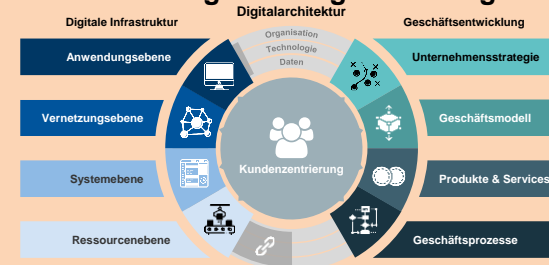 Digitalarchitektur
Digitale Infrastruktur
Geschäftsentwicklung
Organisation
Technologie
Daten
Anwendungsebene
Unternehmensstrategie
Vernetzungsebene
Geschäftsmodell
Kundenzentrierung
Systemebene
Produkte & Services
Ressourcenebene
Geschäftsprozesse